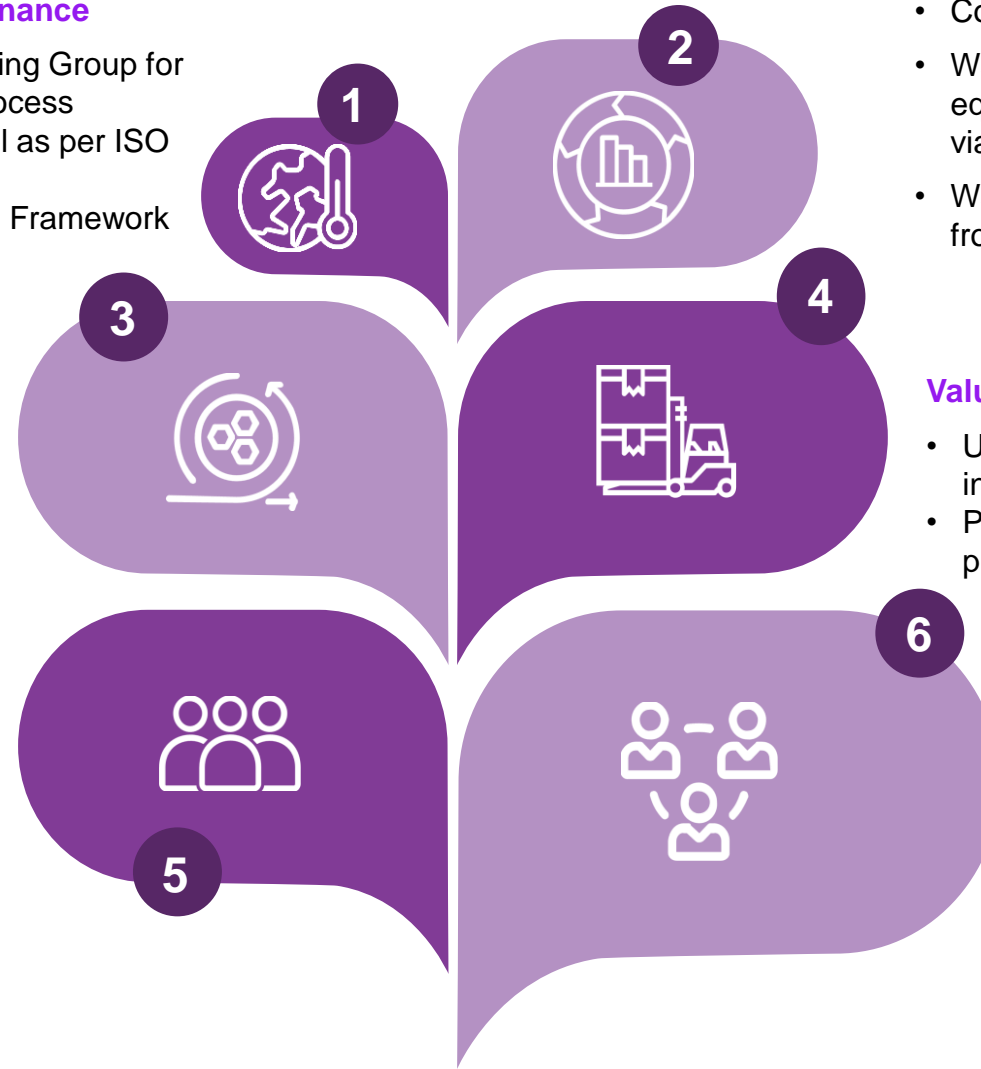 nance
ing Group for
ocess
l as per ISO
Framework
1
2
3
4
5
6
Co
W
ed
via
W
fro
Valu
U
in
P
p